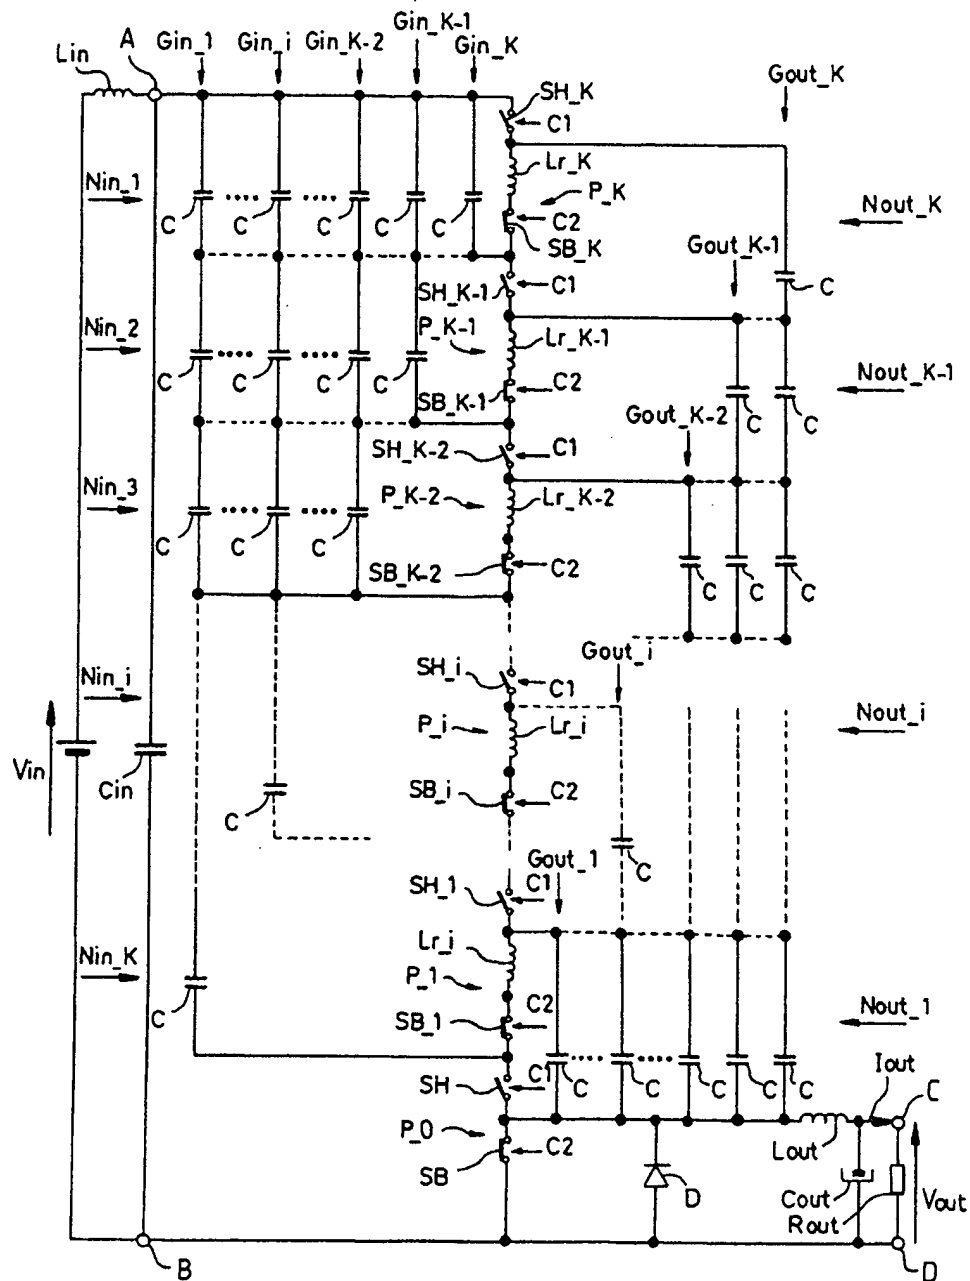 Lin A Gin_1 Gin_i Gin_K-2 Gin_K-1 Gin_K
Gout_K
SH_K
C1
Lr_K
P_K
Nin_1
C C C C C
C2
SB_K
Nout_K
Gout_K-1
SH_K-1 C1
C
Nin_2
P_K-1
Lr_K-1
C C C C
C2
SB_K-1
Nout_K-1
C C
Gout_K-2
SH_K-2 C1
Nin_3
P_K-2
Lr_K-2
C C C
SB_K-2 C2
C C C
Gout_i
SH_i C1
Nin_i
P_i Lr_i
Nout_i
Vin Cin
SB_i C2
C
C
Gout_1
SH_1 C1
Lr_i
Nin_K
P_1
C
C2
SB_1
Nout_1
SH C1
C C C C C
Iout C
P_0
Lout
C2
SB
D
Cout
Rout
Vout
B
D